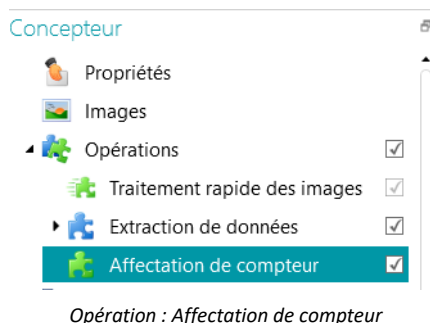 Concepteur
Propriétés
Images
Opérations
Traitement rapide des images
Extraction de données
Affectation de compteur
Opération : Affectation de compteur